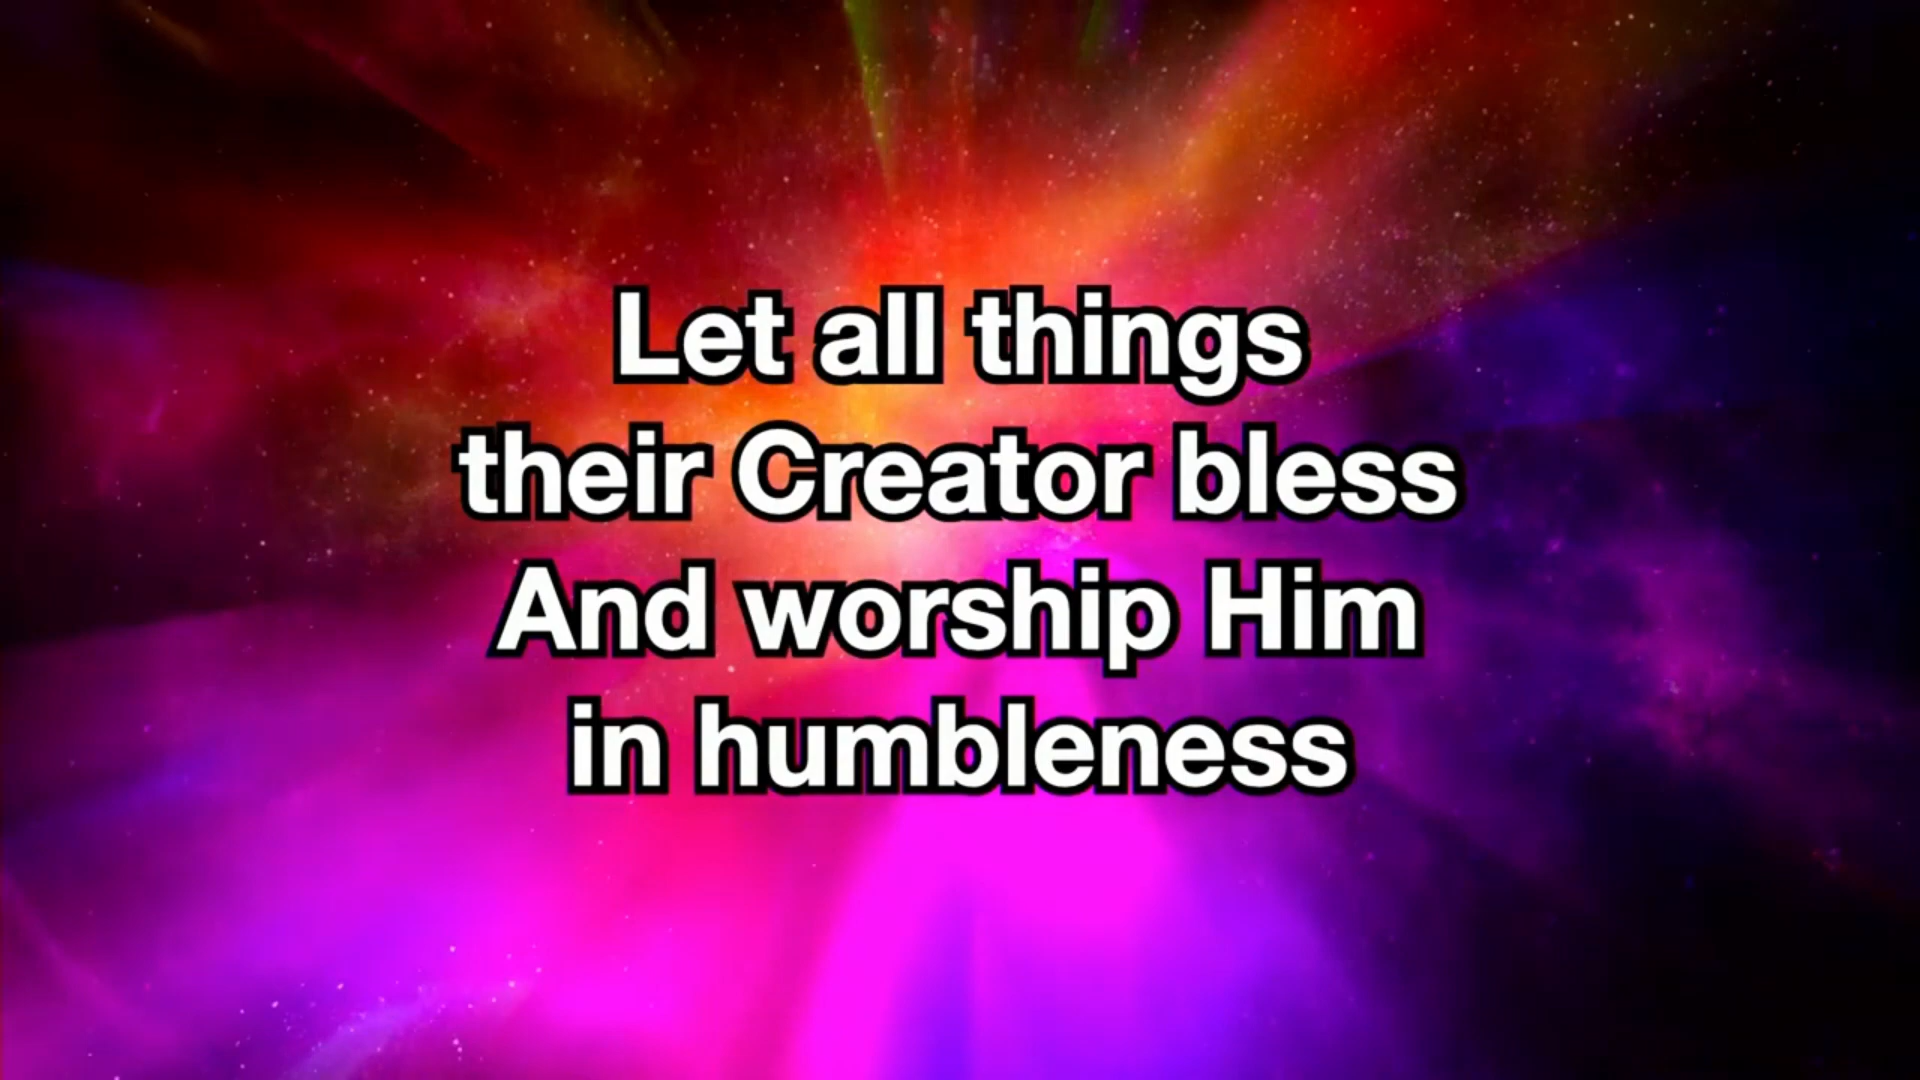 Let all things
their Creator bless
And worship Him
in humbleness